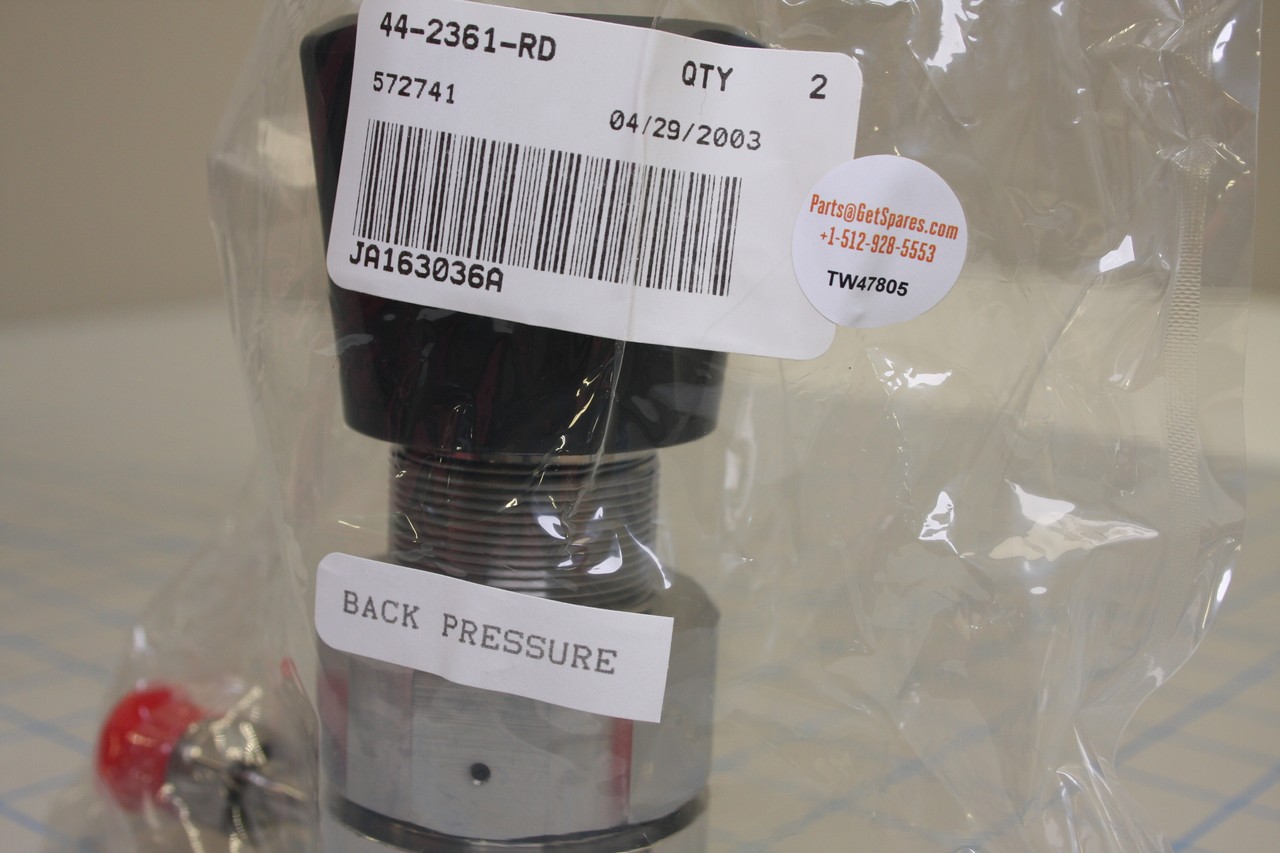 44-2361-RD
QTY 2
572741
04/29/2003
JA163036A
Parts@GetSpares.com
+1-512-928-5553
TW47805
BACK PRESSURE